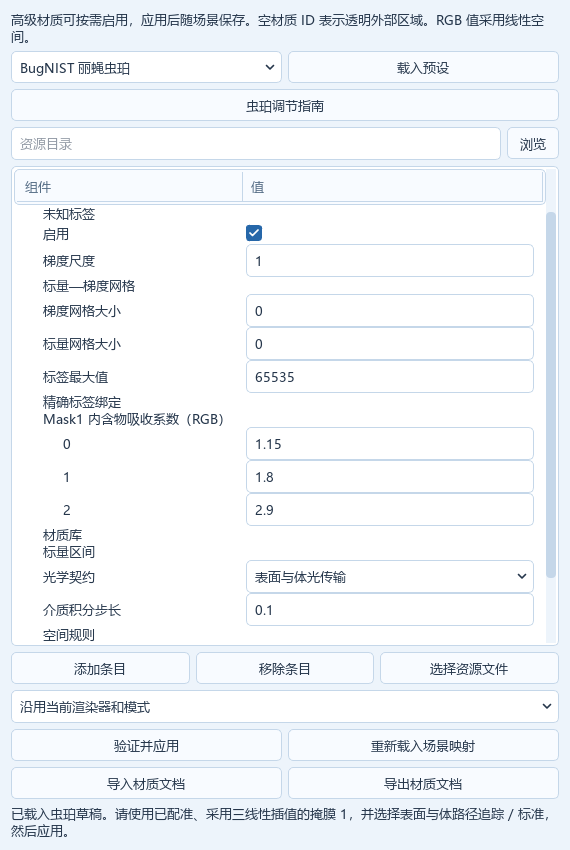 高级材质可按需启用，应用后随场景保存。空材质 ID 表示透明外部区域。RGB 值采用线性空
间。
BugNIST 丽蝇虫珀
载入预设
虫珀调节指南
资源目录
浏览
组件
值
未知标签
启用
梯度尺度
1
标量—梯度网格
梯度网格大小
0
标量网格大小
0
标签最大值
65535
精确标签绑定
Mask1 内含物吸收系数（RGB）
0
1.15
1
1.8
2
2.9
材质库
标量区间
光学契约
表面与体光传输
介质积分步长
0.1
空间规则
添加条目
移除条目
选择资源文件
沿用当前渲染器和模式
验证并应用
重新载入场景映射
导入材质文档
导出材质文档
已载入虫珀草稿。请使用已配准、采用三线性插值的掩膜 1，并选择表面与体路径追踪 / 标准，
然后应用。